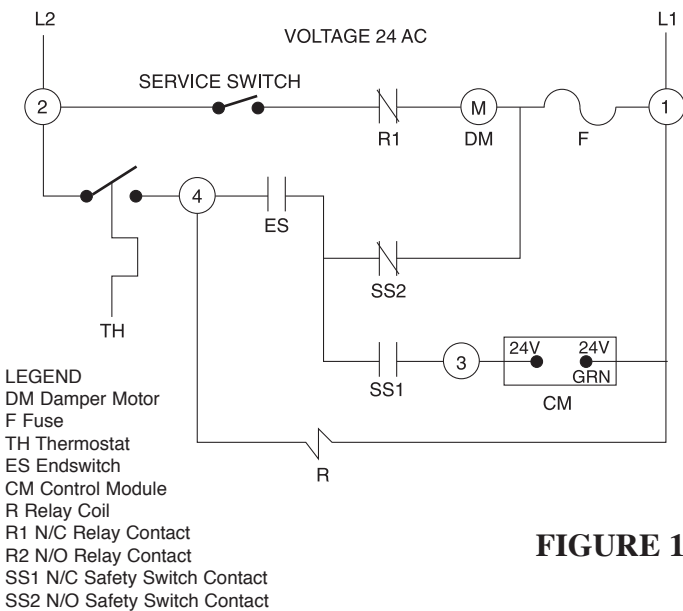 L2
L1
VOLTAGE 24 AC
SERVICE SWITCH
2
M
1
R1
DM
F
4
ES
SS2
TH
24V 24V
3
GRN
SS1
CM
R
LEGEND
DM Damper Motor
F Fuse
TH Thermostat
ES Endswitch
CM Control Module
R Relay Coil
R1 N/C Relay Contact
R2 N/O Relay Contact
SS1 N/C Safety Switch Contact
SS2 N/O Safety Switch Contact
FIGURE 1